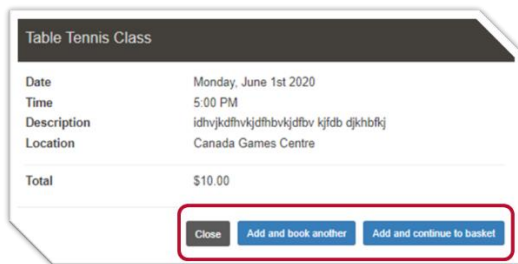 Table Tennis Class
Date Monday, June 1st 2020
Time 5:00 PM
Description idhvjkdfhvkjdfhbvkjdfbv kjfdb djkhbfkj
Location Canada Games Centre
Total $10.00
Close Add and book another Add and continue to basket